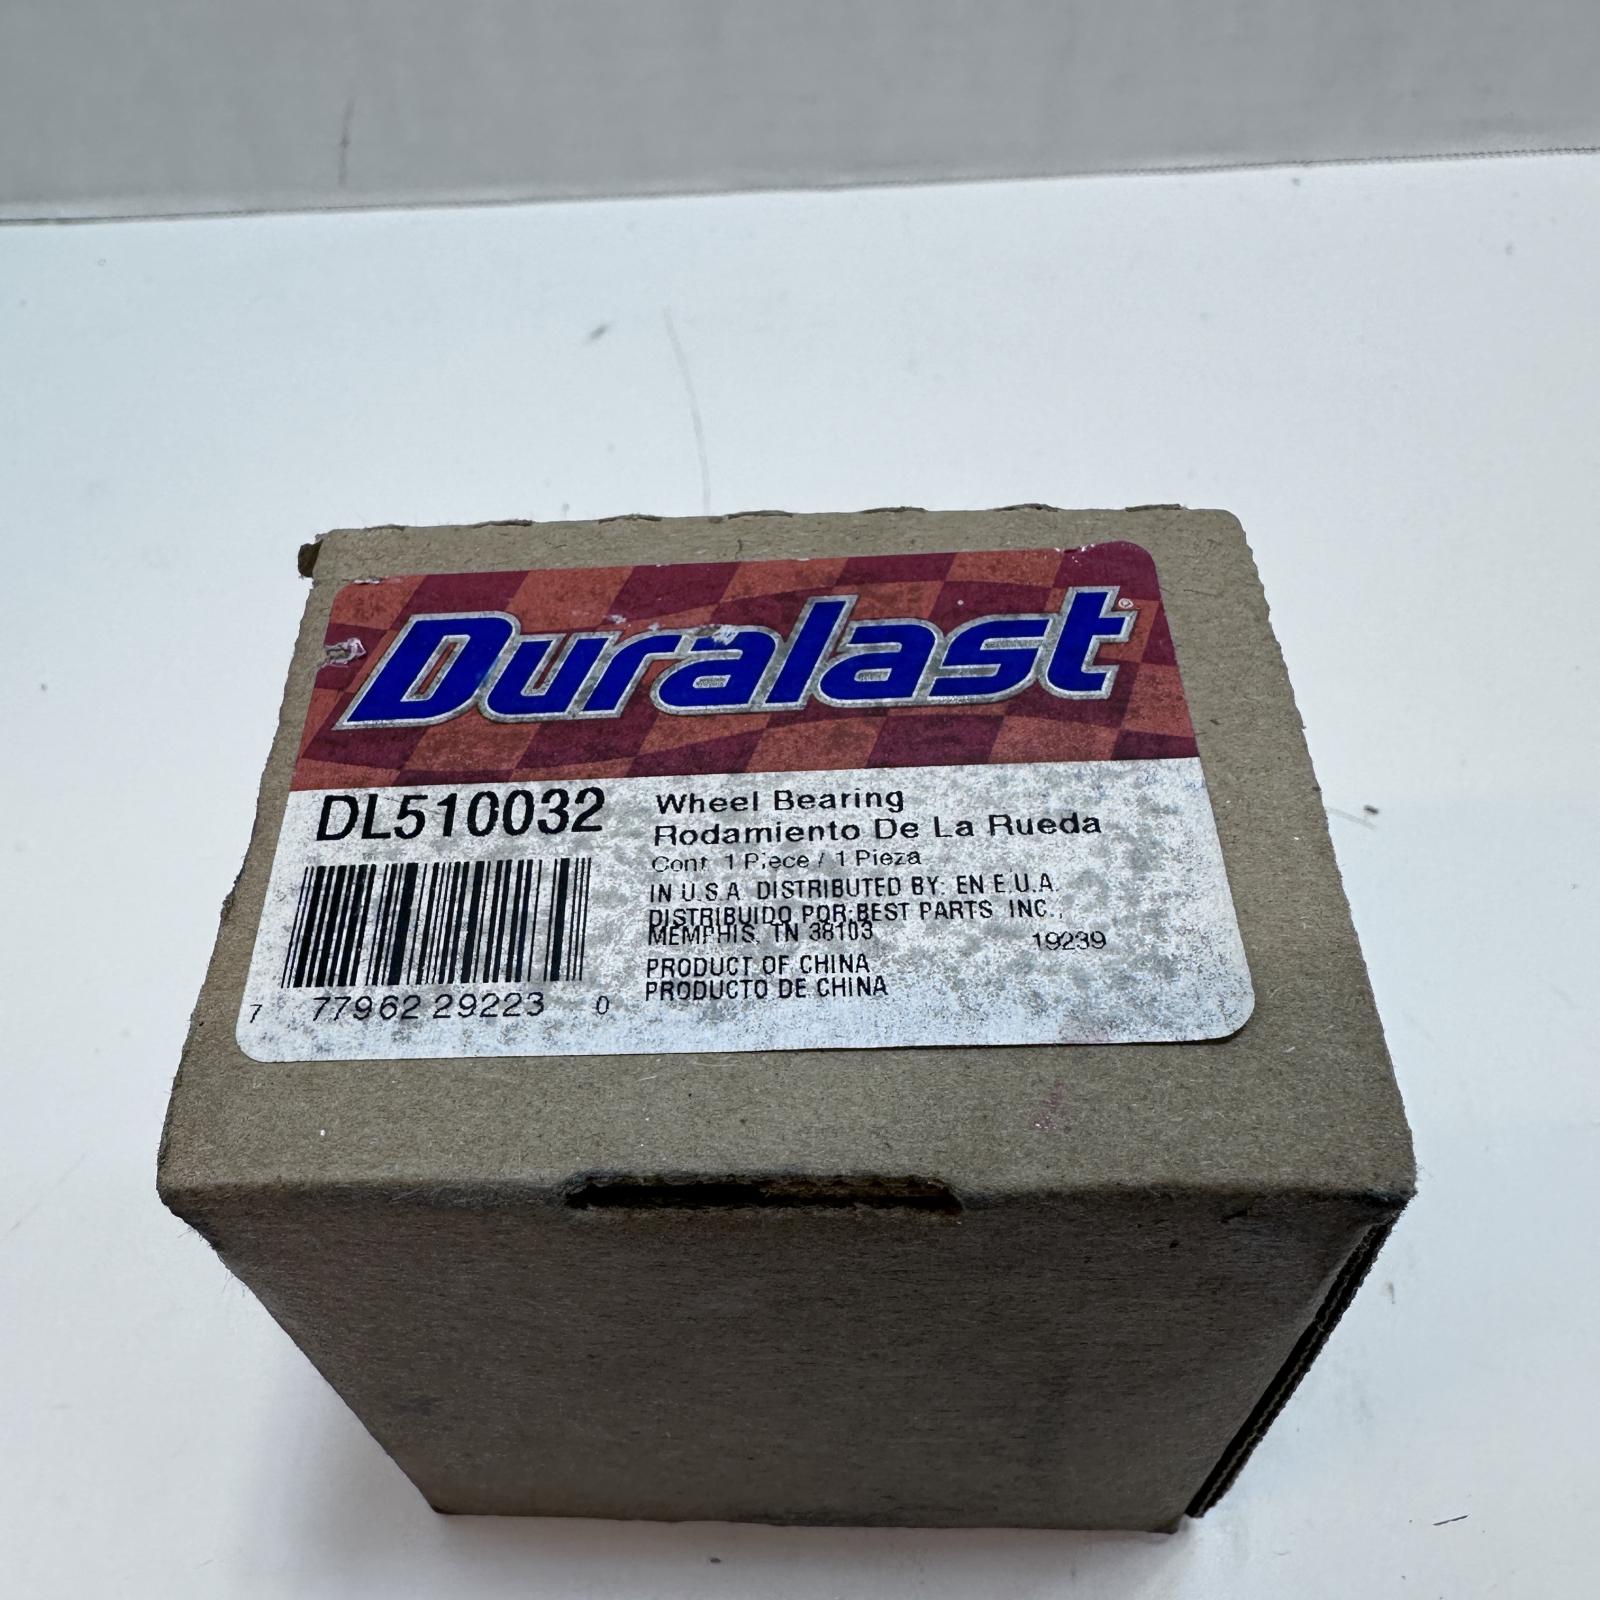 Duralast®
DL510032
Wheel Bearing
Rodamiento De La Rueda
Cont. 1 Piece / 1 Pieza
IN U.S.A. DISTRIBUTED BY: EN E.U.A.
DISTRIBUIDO POR:BEST PARTS INC.,
MEMPHIS, TN 38103
19239
PRODUCT OF CHINA
PRODUCTO DE CHINA
7 77962 29223 0